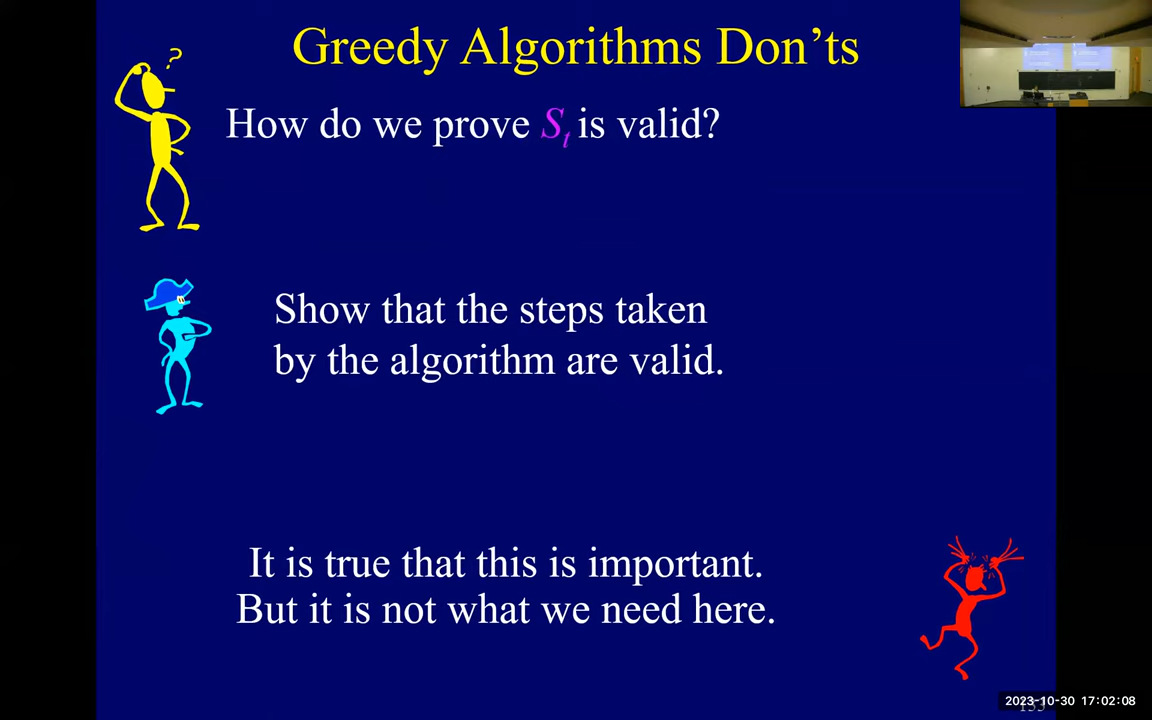 Greedy Algorithms Don'ts
?
How do we prove St is valid?
Show that the steps taken
by the algorithm are valid.
It is true that this is important.
But it is not what we need here.
2023-10-30 17:02:08